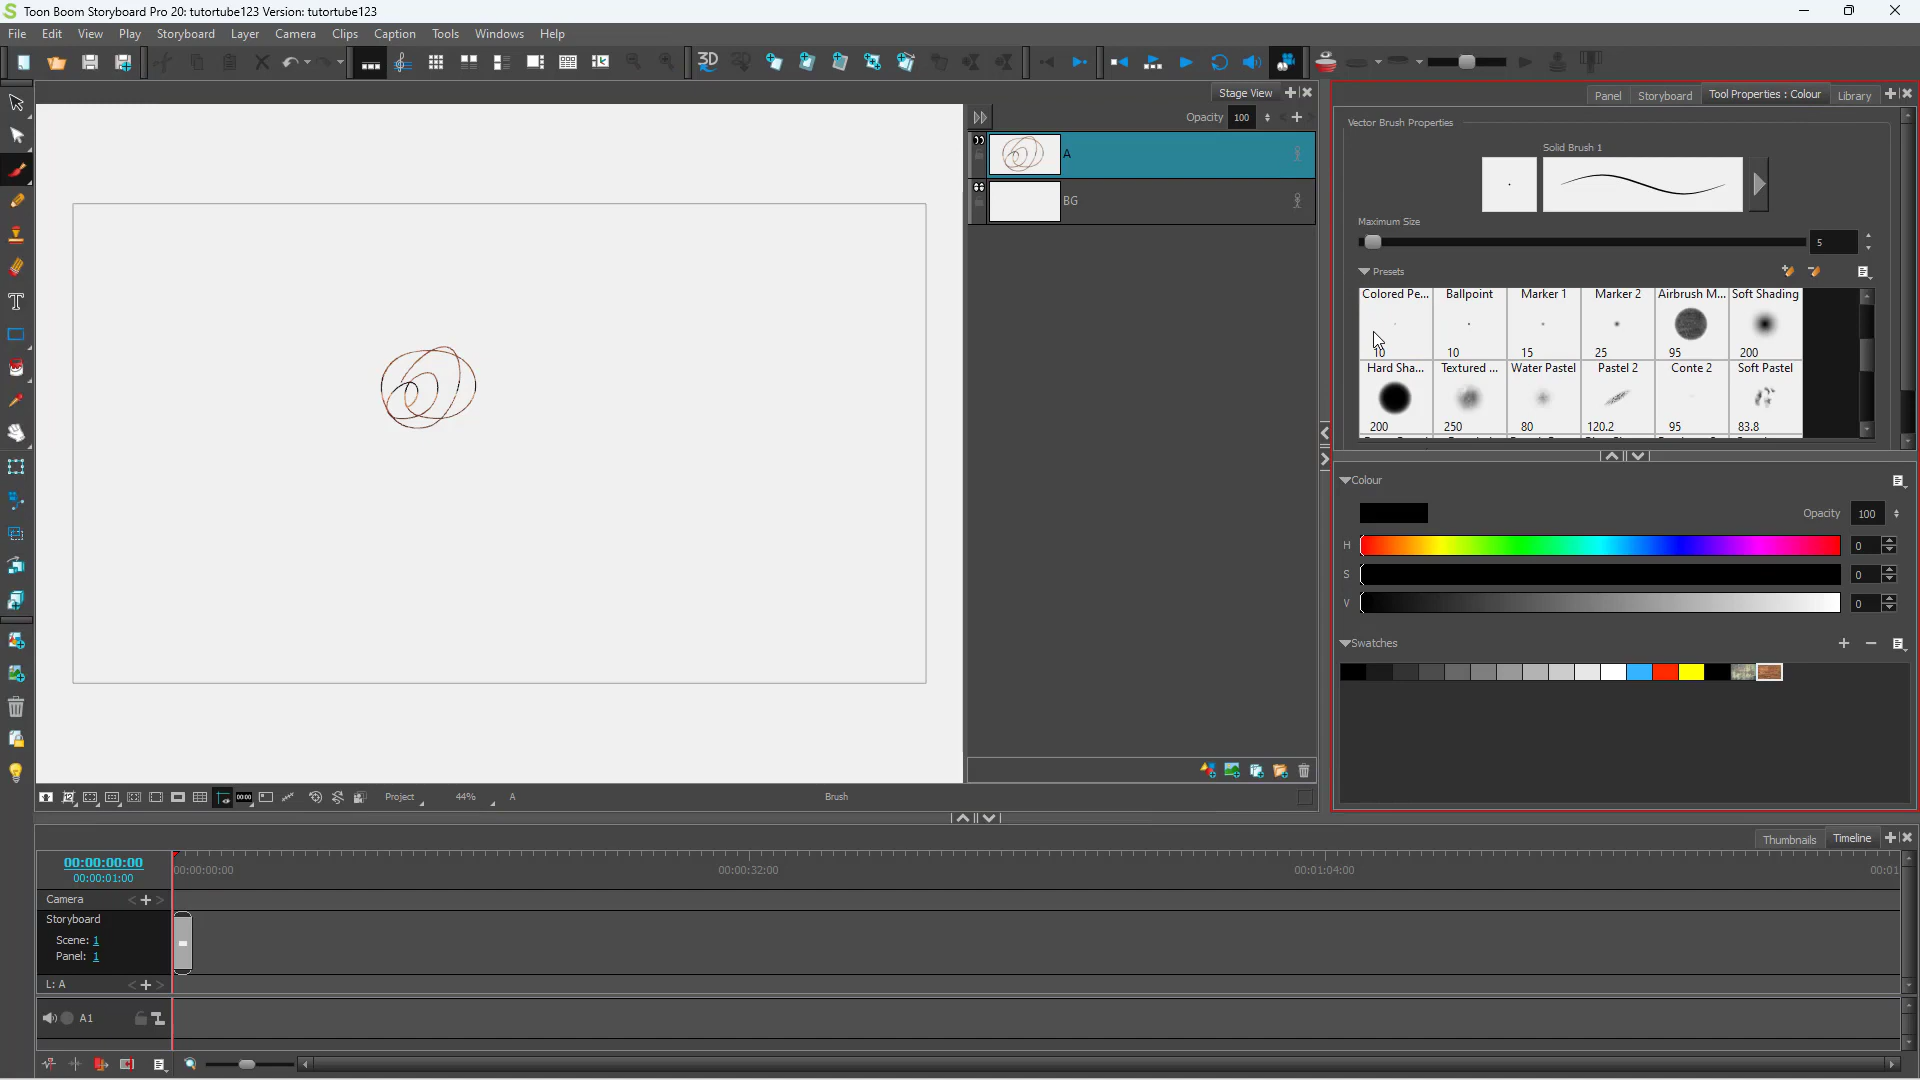 Toon Boom Storyboard Pro 20: tutortube123 Version: tutortube123
File Edit View Play Storyboard Layer Camera Clips Caption Tools Windows Help
3D
Stage View
Panel Storyboard Tool Properties : Colour Library
Opacity 100
A
BG
Vector Brush Properties
Solid Brush 1
Maximum Size
5
Presets
Colored Pe... Ballpoint Marker 1 Marker 2 Airbrush M... Soft Shading
10 10 15 25 95 200
Hard Sha... Textured ... Water Pastel Pastel 2 Conte 2 Soft Pastel
200 250 80 120.2 95 83.8
Colour
Opacity 100
H 0
S 0
V 0
Swatches
Project 44% A Brush
Thumbnails Timeline
00:00:00:00
00:00:01:00
00:00:00:00 00:00:32:00 00:01:04:00 00:01
Camera
Storyboard
Scene: 1
Panel: 1
L: A
A1